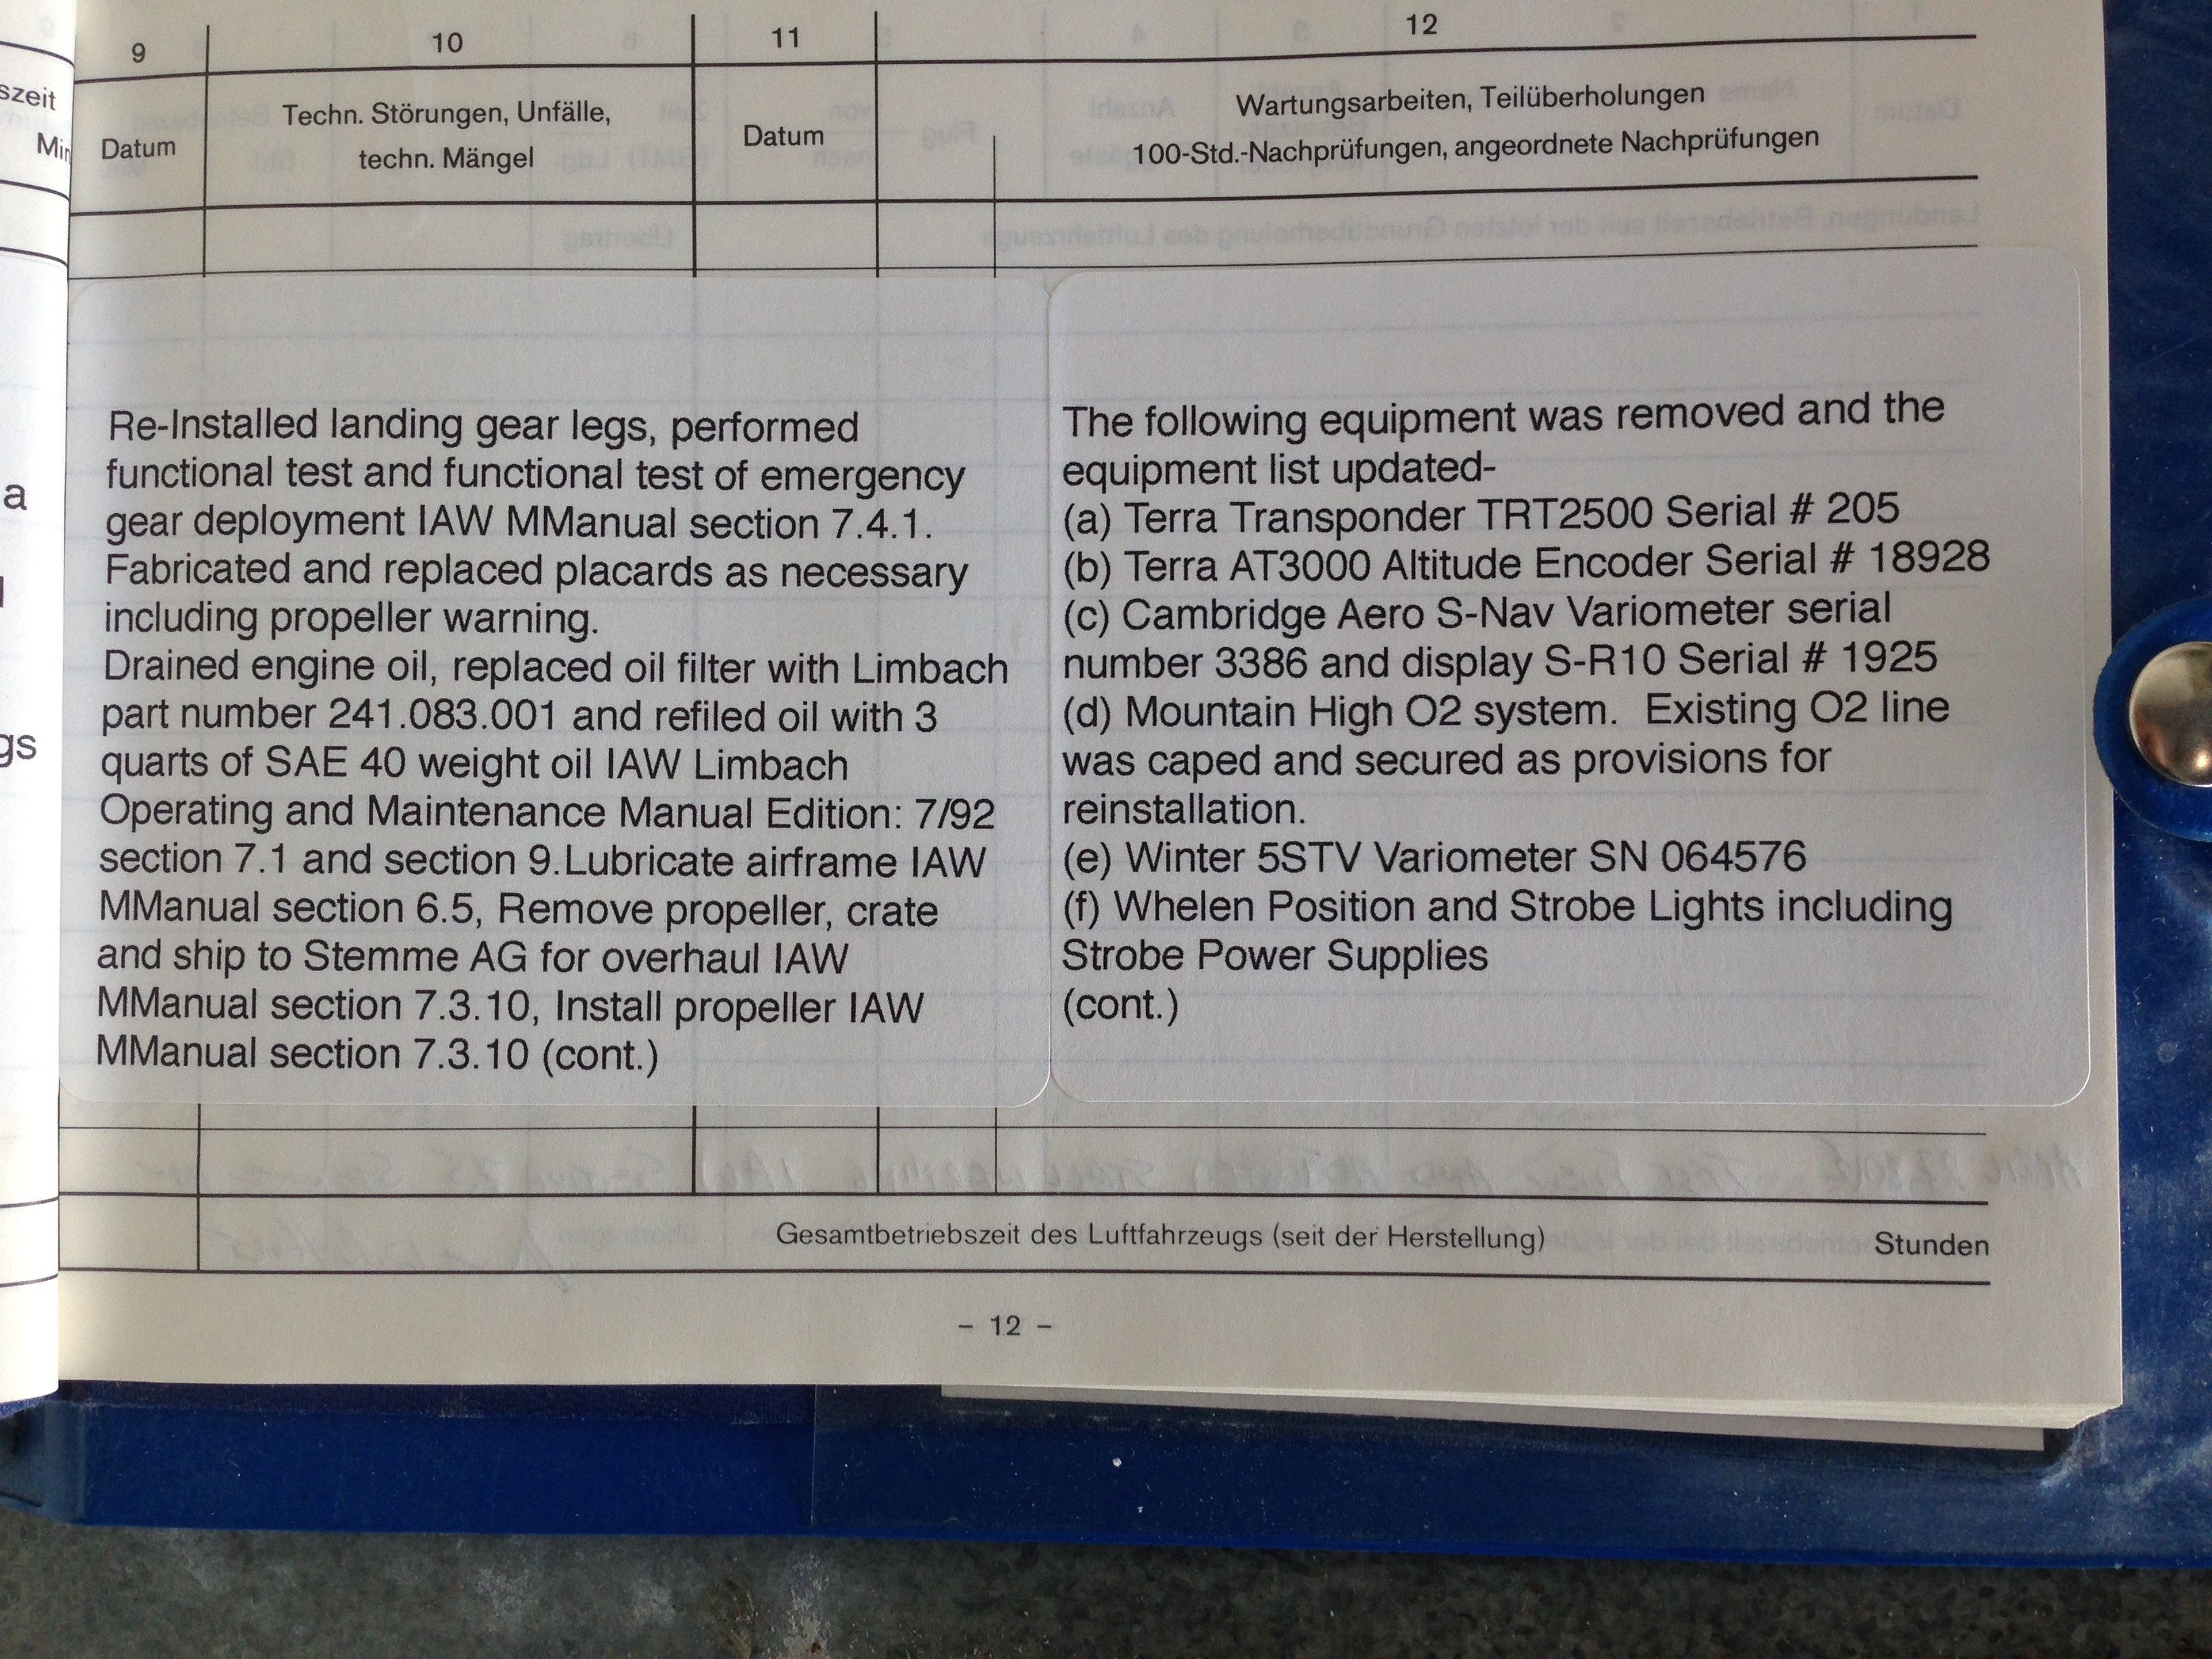 9 10 11 12
szeit
Min
Datum
Techn. Störungen, Unfälle,
techn. Mängel
Datum
Wartungsarbeiten, Teilüberholungen
100-Std.-Nachprüfungen, angeordnete Nachprüfungen
a
gs
Re-Installed landing gear legs, performed
functional test and functional test of emergency
gear deployment IAW MManual section 7.4.1.
Fabricated and replaced placards as necessary
including propeller warning.
Drained engine oil, replaced oil filter with Limbach
part number 241.083.001 and refiled oil with 3
quarts of SAE 40 weight oil IAW Limbach
Operating and Maintenance Manual Edition: 7/92
section 7.1 and section 9.Lubricate airframe IAW
MManual section 6.5, Remove propeller, crate
and ship to Stemme AG for overhaul IAW
MManual section 7.3.10, Install propeller IAW
MManual section 7.3.10 (cont.)
The following equipment was removed and the
equipment list updated-
(a) Terra Transponder TRT2500 Serial # 205
(b) Terra AT3000 Altitude Encoder Serial # 18928
(c) Cambridge Aero S-Nav Variometer serial
number 3386 and display S-R10 Serial # 1925
(d) Mountain High O2 system.  Existing O2 line
was caped and secured as provisions for
reinstallation.
(e) Winter 5STV Variometer SN 064576
(f) Whelen Position and Strobe Lights including
Strobe Power Supplies
(cont.)
Gesamtbetriebszeit des Luftfahrzeugs (seit der Herstellung) Stunden
– 12 –